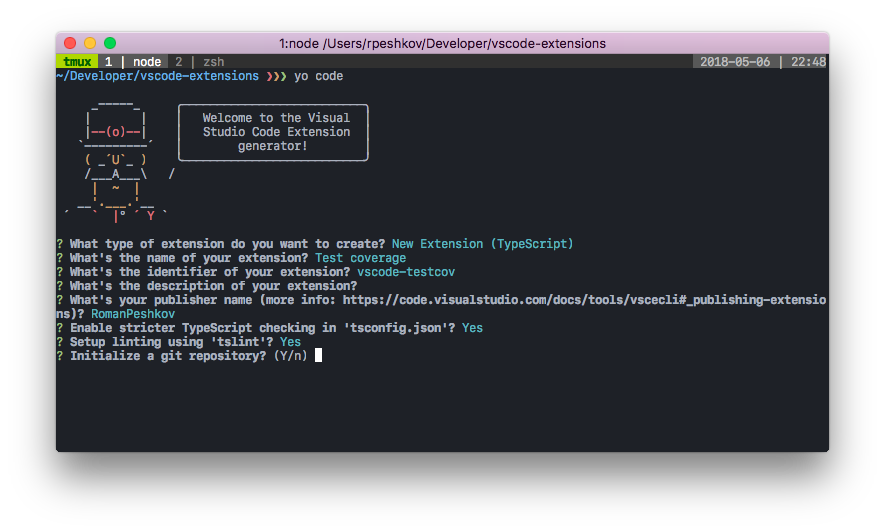 1:node /Users/rpeshkov/Developer/vscode-extensions
tmux 1 | node 2 | zsh 2018-05-06 | 22:48
~/Developer/vscode-extensions ❯❯❯ yo code
Welcome to the Visual
Studio Code Extension
generator!
? What type of extension do you want to create? New Extension (TypeScript)
? What's the name of your extension? Test coverage
? What's the identifier of your extension? vscode-testcov
? What's the description of your extension?
? What's your publisher name (more info: https://code.visualstudio.com/docs/tools/vscecli#_publishing-extensio
ns)? RomanPeshkov
? Enable stricter TypeScript checking in 'tsconfig.json'? Yes
? Setup linting using 'tslint'? Yes
? Initialize a git repository? (Y/n)